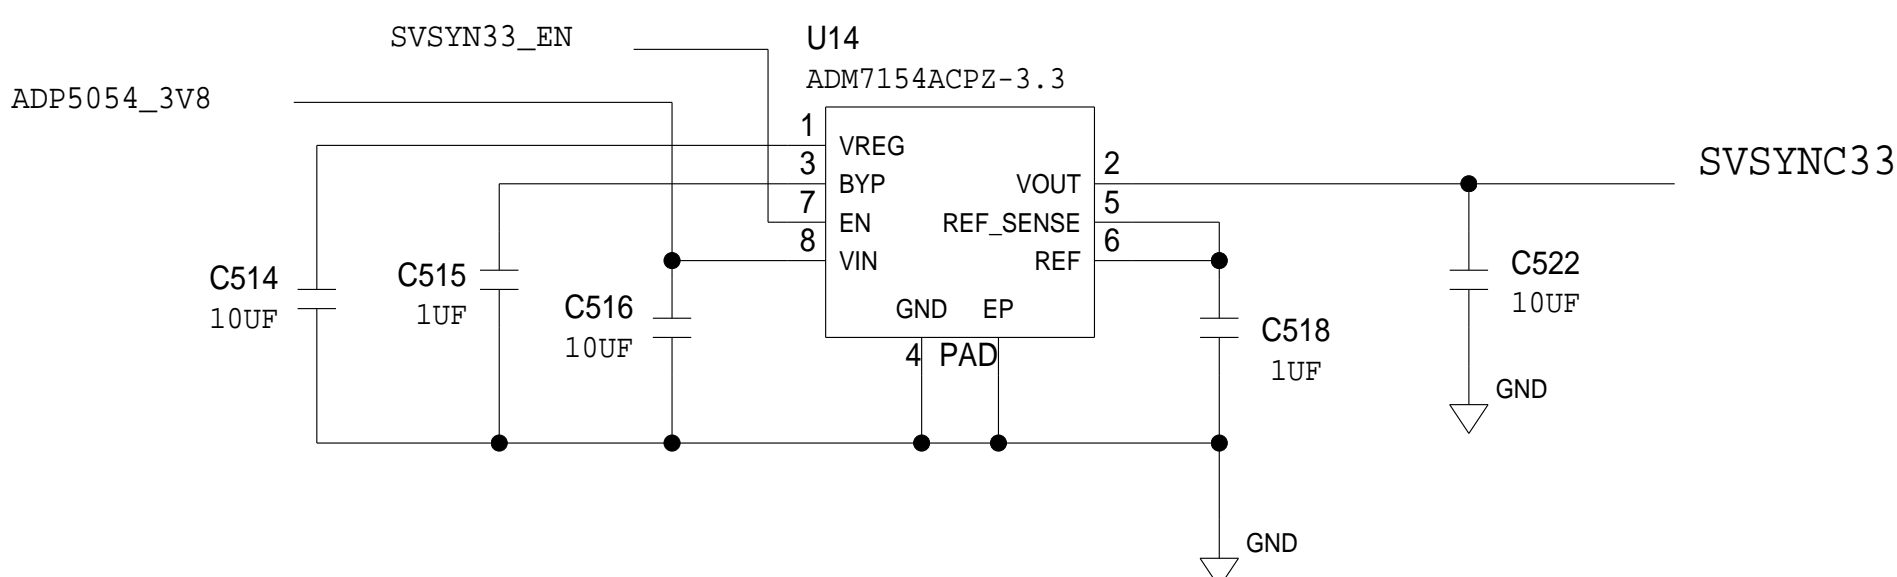 SVSYN33_EN
U14
ADM7154ACPZ-3.3
ADP5054_3V8
1
VREG
3
BYP
7
EN
8
VIN
VOUT
2
REF_SENSE
5
REF
6
SVSYNC33
GND
EP
4
PAD
C514
10UF
C515
1UF
C516
10UF
C518
1UF
C522
10UF
GND
GND